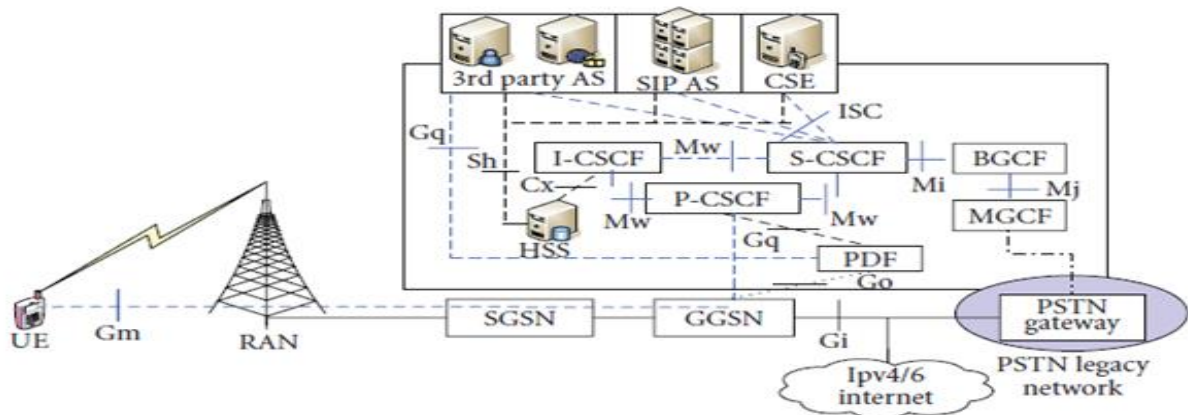 3rd party AS
SIP AS
CSE
ISC
Gq
Sh
I-CSCF
Mw
S-CSCF
Mi
BGCF
Cx
Mw
P-CSCF
Mw
Mj
MGCF
HSS
Gq
PDF
Go
UE
Gm
RAN
SGSN
GGSN
Gi
PSTN
gateway
Ipv4/6
internet
PSTN legacy
network